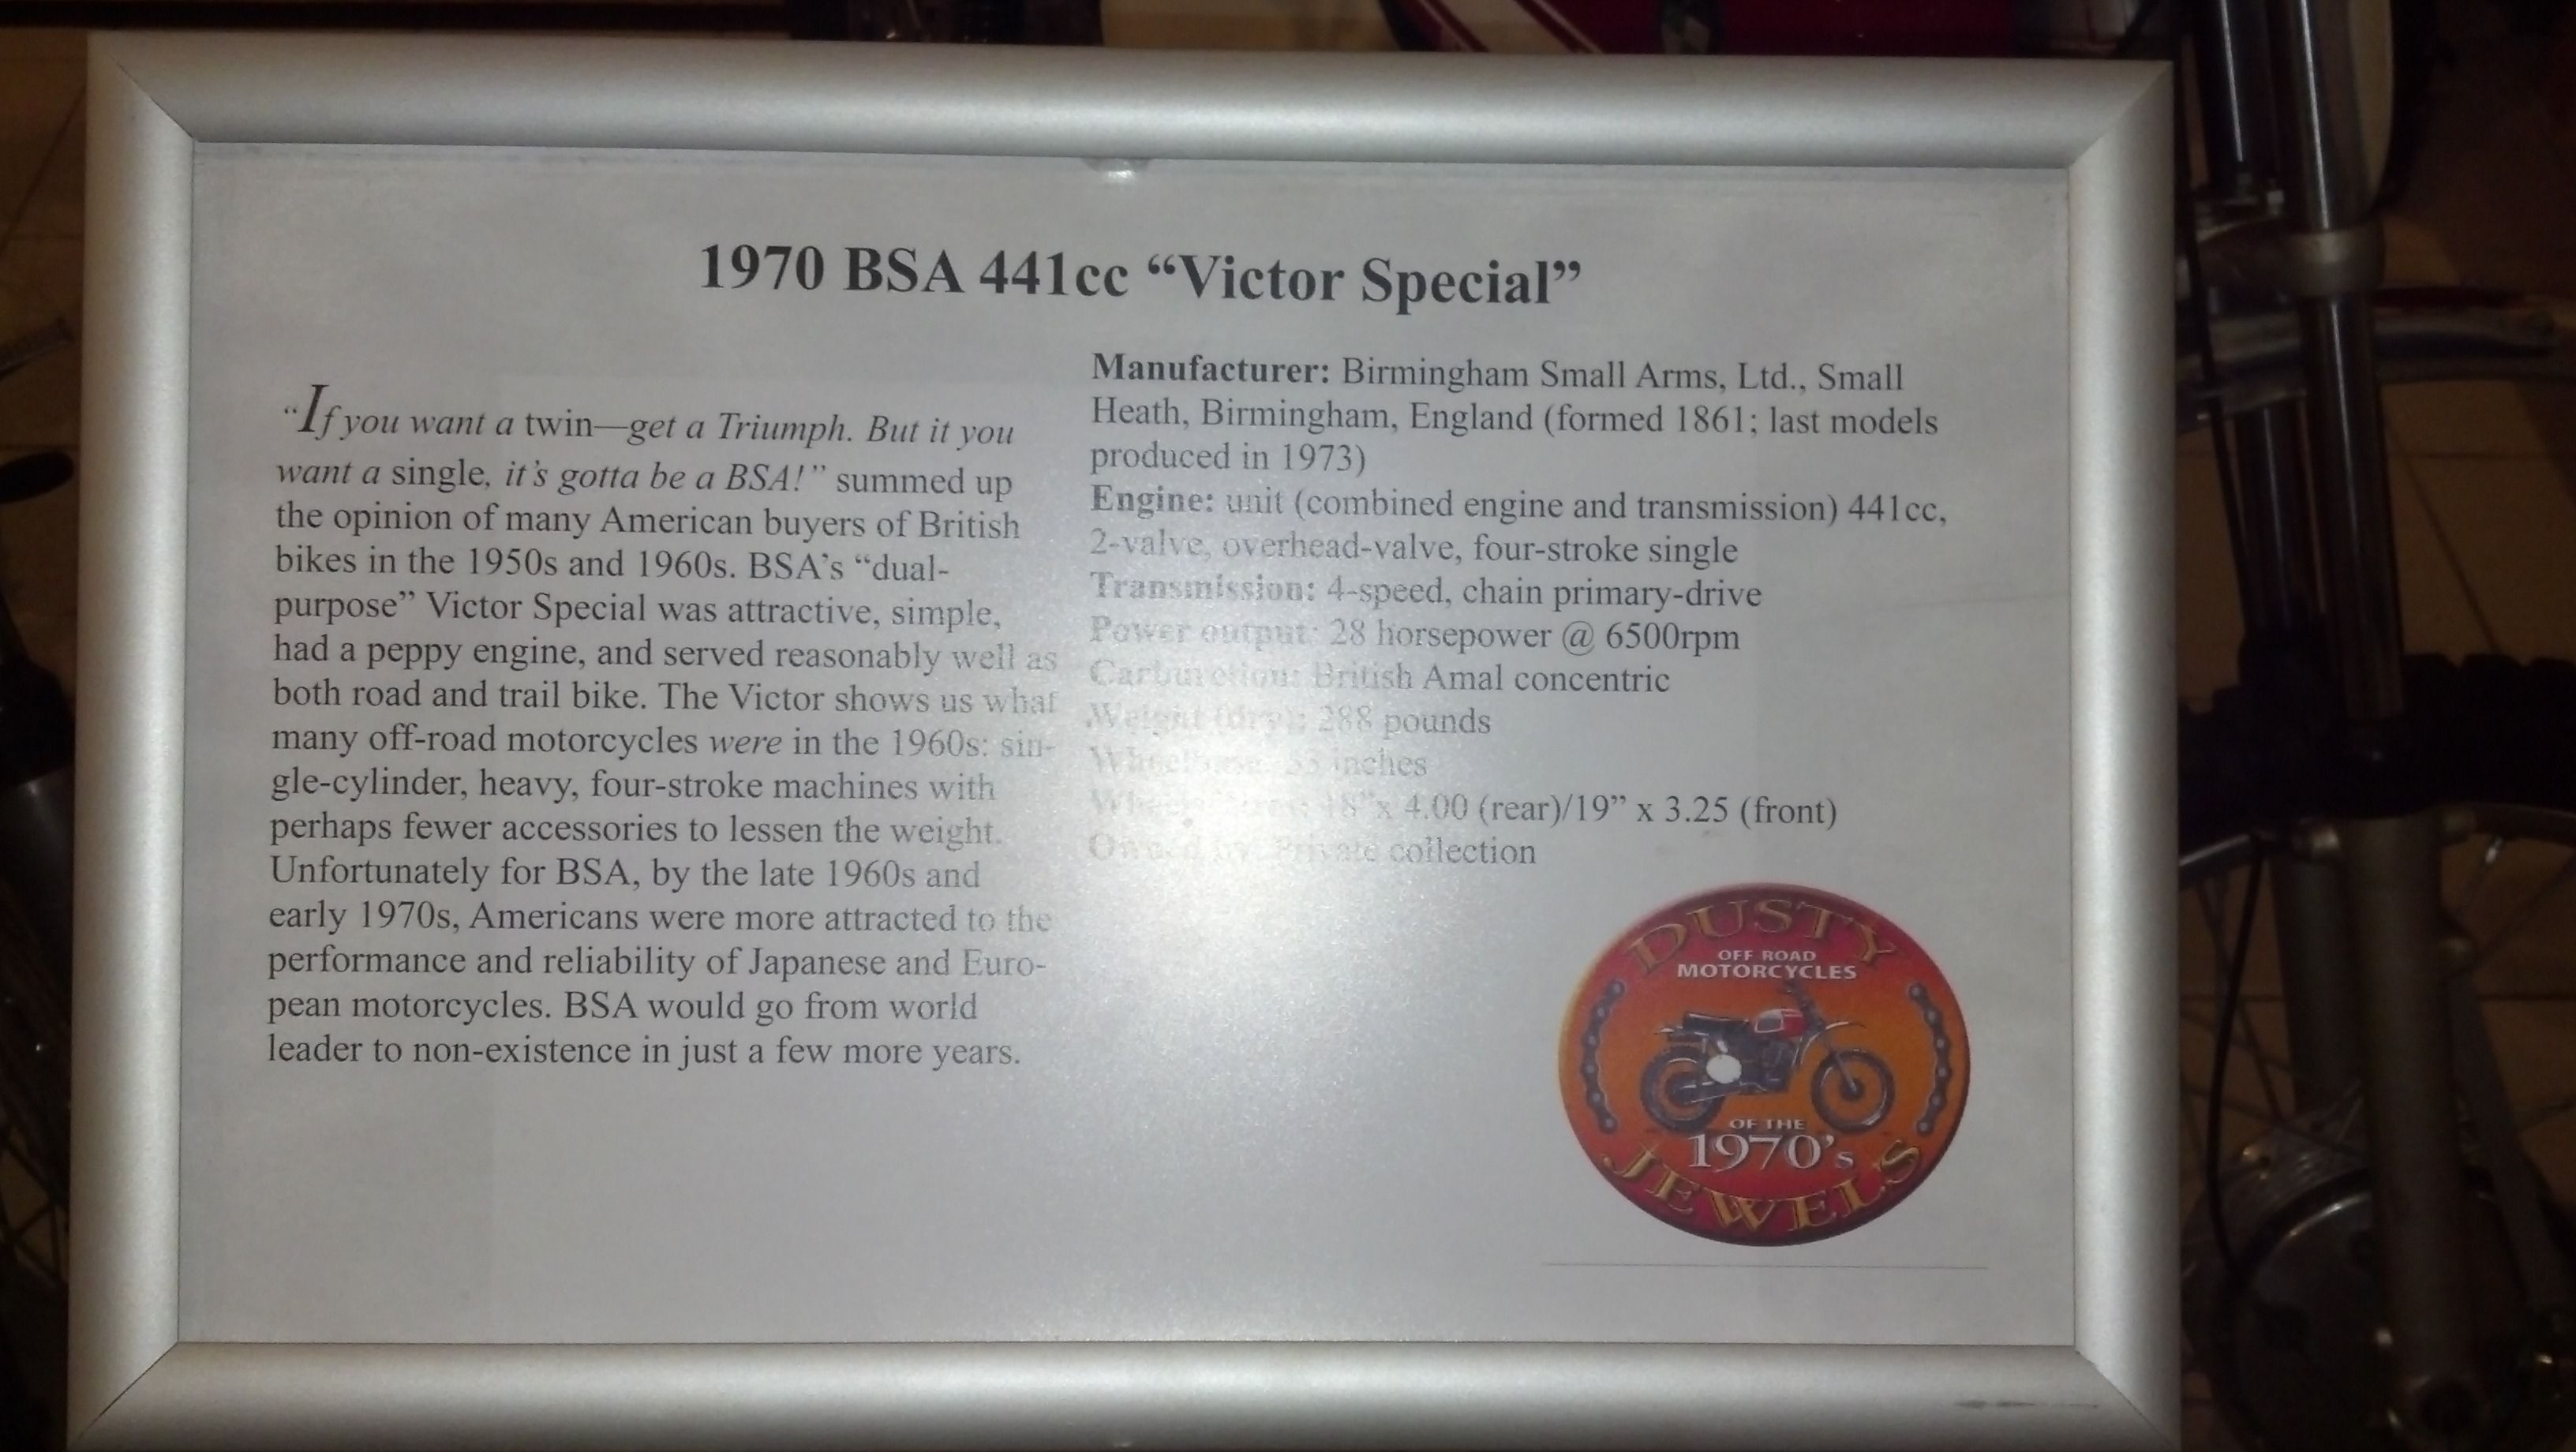 1970 BSA 441cc “Victor Special”
“If you want a twin—get a Triumph. But it you
want a single, it’s gotta be a BSA!” summed up
the opinion of many American buyers of British
bikes in the 1950s and 1960s. BSA’s “dual-
purpose” Victor Special was attractive, simple,
had a peppy engine, and served reasonably well as
both road and trail bike. The Victor shows us what
many off-road motorcycles were in the 1960s: sin-
gle-cylinder, heavy, four-stroke machines with
perhaps fewer accessories to lessen the weight.
Unfortunately for BSA, by the late 1960s and
early 1970s, Americans were more attracted to the
performance and reliability of Japanese and Euro-
pean motorcycles. BSA would go from world
leader to non-existence in just a few more years.
Manufacturer: Birmingham Small Arms, Ltd., Small
Heath, Birmingham, England (formed 1861; last models
produced in 1973)
Engine: unit (combined engine and transmission) 441cc,
2-valve, overhead-valve, four-stroke single
Transmission: 4-speed, chain primary-drive
Power output: 28 horsepower @ 6500rpm
Carburetion: British Amal concentric
Weight (dry): 288 pounds
Wheelbase: inches
18” x 4.00 (rear)/19” x 3.25 (front)
Owned by: Private collection
DUSTY
OFF ROAD
MOTORCYCLES
OF THE
1970’s
JEWELS